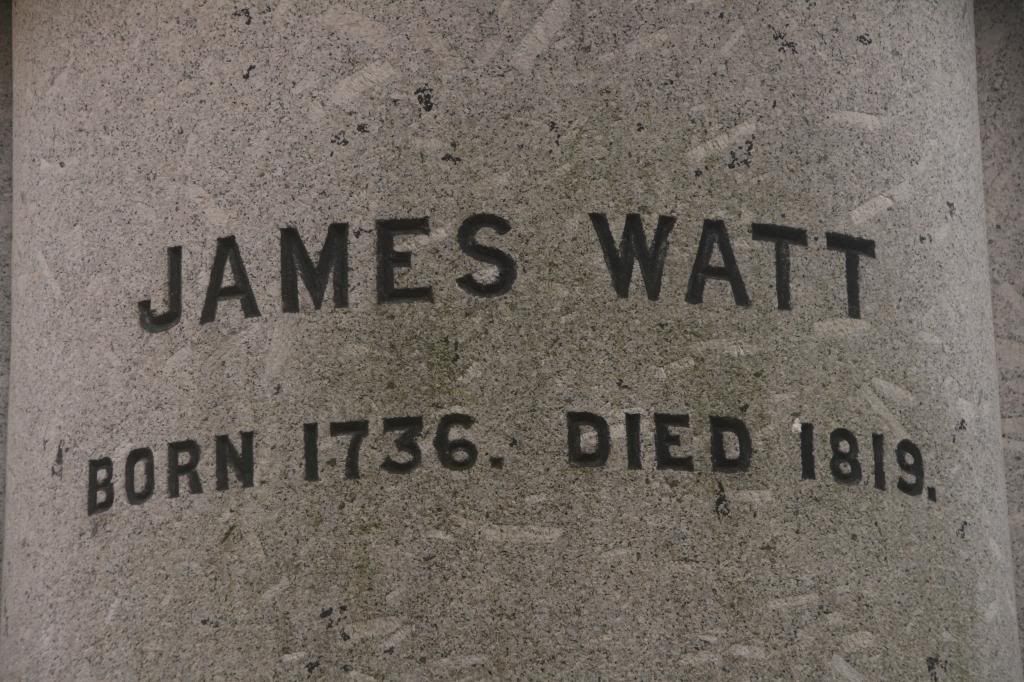 JAMES WATT
BORN 1736. DIED 1819.